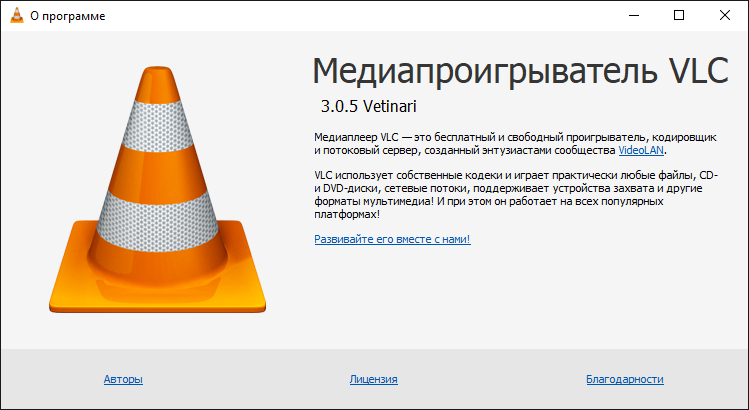 О программе
Медиапроигрыватель VLC
3.0.5 Vetinari
Медиаплеер VLC — это бесплатный и свободный проигрыватель, кодировщик
и потоковый сервер, созданный энтузиастами сообщества VideoLAN.
VLC использует собственные кодеки и играет практически любые файлы, CD-
и DVD-диски, сетевые потоки, поддерживает устройства захвата и другие
форматы мультимедиа! И при этом он работает на всех популярных
платформах!
Развивайте его вместе с нами!
Авторы
Лицензия
Благодарности